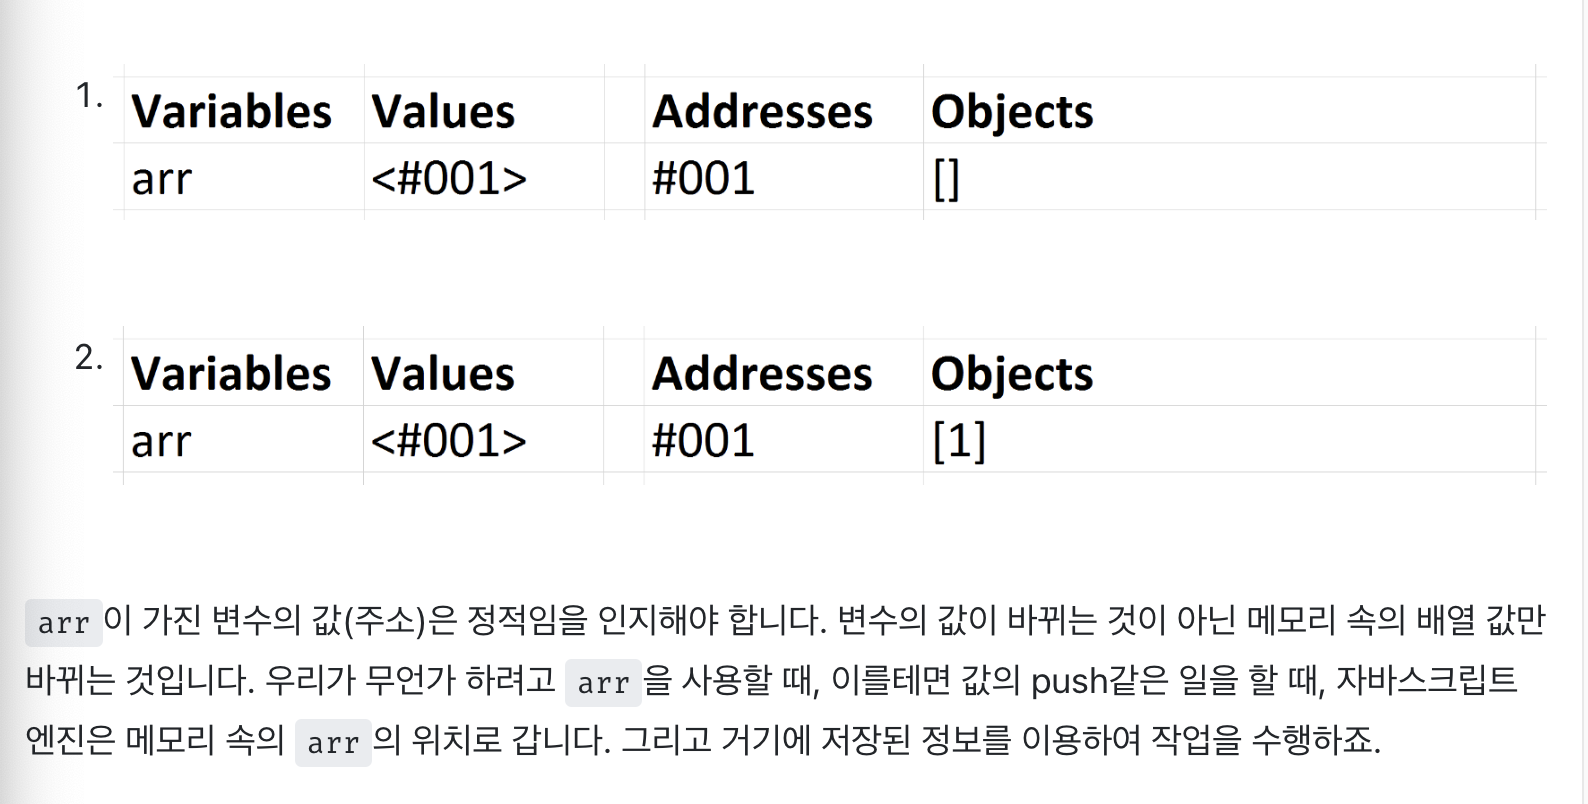 1. Variables Values Addresses Objects
arr <#001> #001 []
2. Variables Values Addresses Objects
arr <#001> #001 [1]
arr이 가진 변수의 값(주소)은 정적임을 인지해야 합니다. 변수의 값이 바뀌는 것이 아닌 메모리 속의 배열 값만
바뀌는 것입니다. 우리가 무언가 하려고 arr을 사용할 때, 이를테면 값의 push같은 일을 할 때, 자바스크립트
엔진은 메모리 속의 arr의 위치로 갑니다. 그리고 거기에 저장된 정보를 이용하여 작업을 수행하죠.